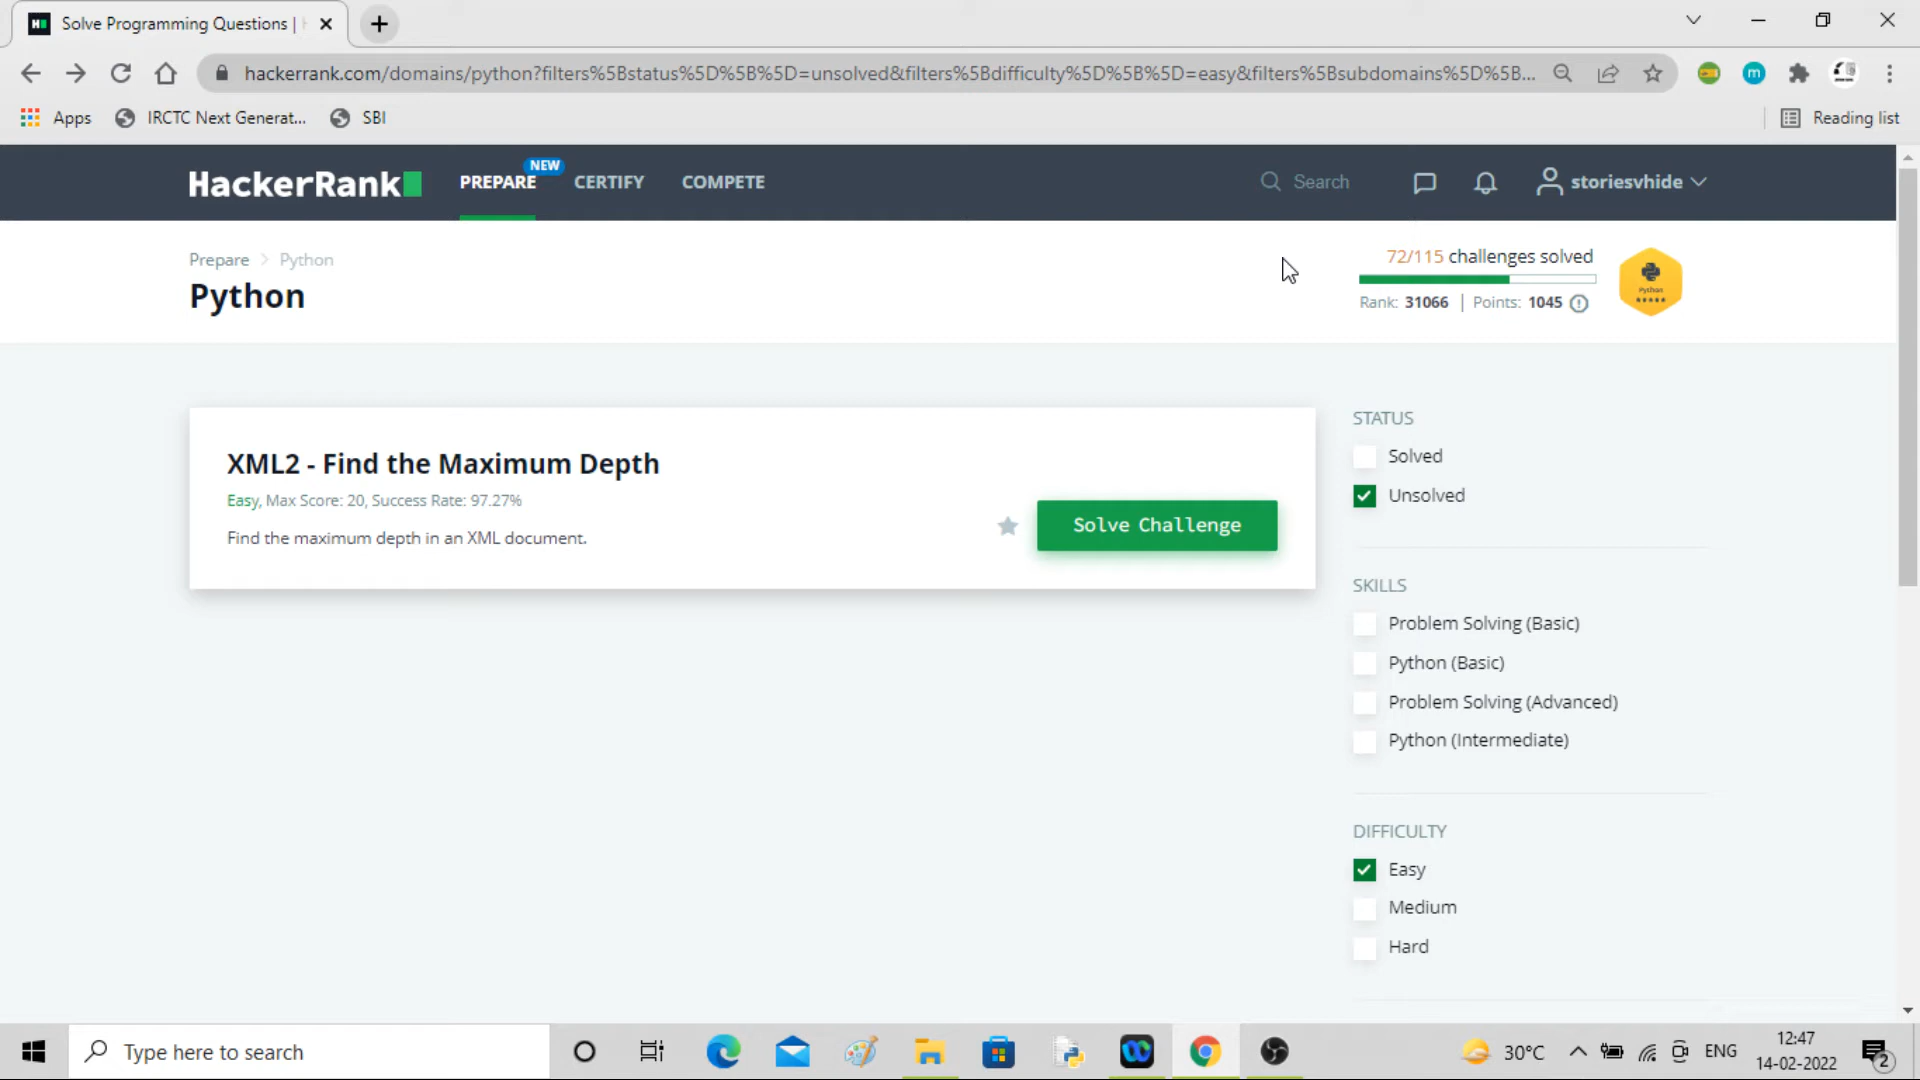 Solve Programming Questions |
hackerrank.com/domains/python?filters%5Bstatus%5D%5B%5D=unsolved&filters%5Bdifficulty%5D%5B%5D=easy&filters%5Bsubdomains%5D%5B...
m
Apps
IRCTC Next Generat...
SBI
Reading list
HackerRank
PREPARE
NEW
CERTIFY
COMPETE
Search
storiesvhide
Prepare > Python
Python
72/115 challenges solved
Rank: 31066 | Points: 1045
Python
XML2 - Find the Maximum Depth
Easy, Max Score: 20, Success Rate: 97.27%
Find the maximum depth in an XML document.
Solve Challenge
STATUS
Solved
Unsolved
SKILLS
Problem Solving (Basic)
Python (Basic)
Problem Solving (Advanced)
Python (Intermediate)
DIFFICULTY
Easy
Medium
Hard
Type here to search
30°C
ENG
12:47
14-02-2022
2